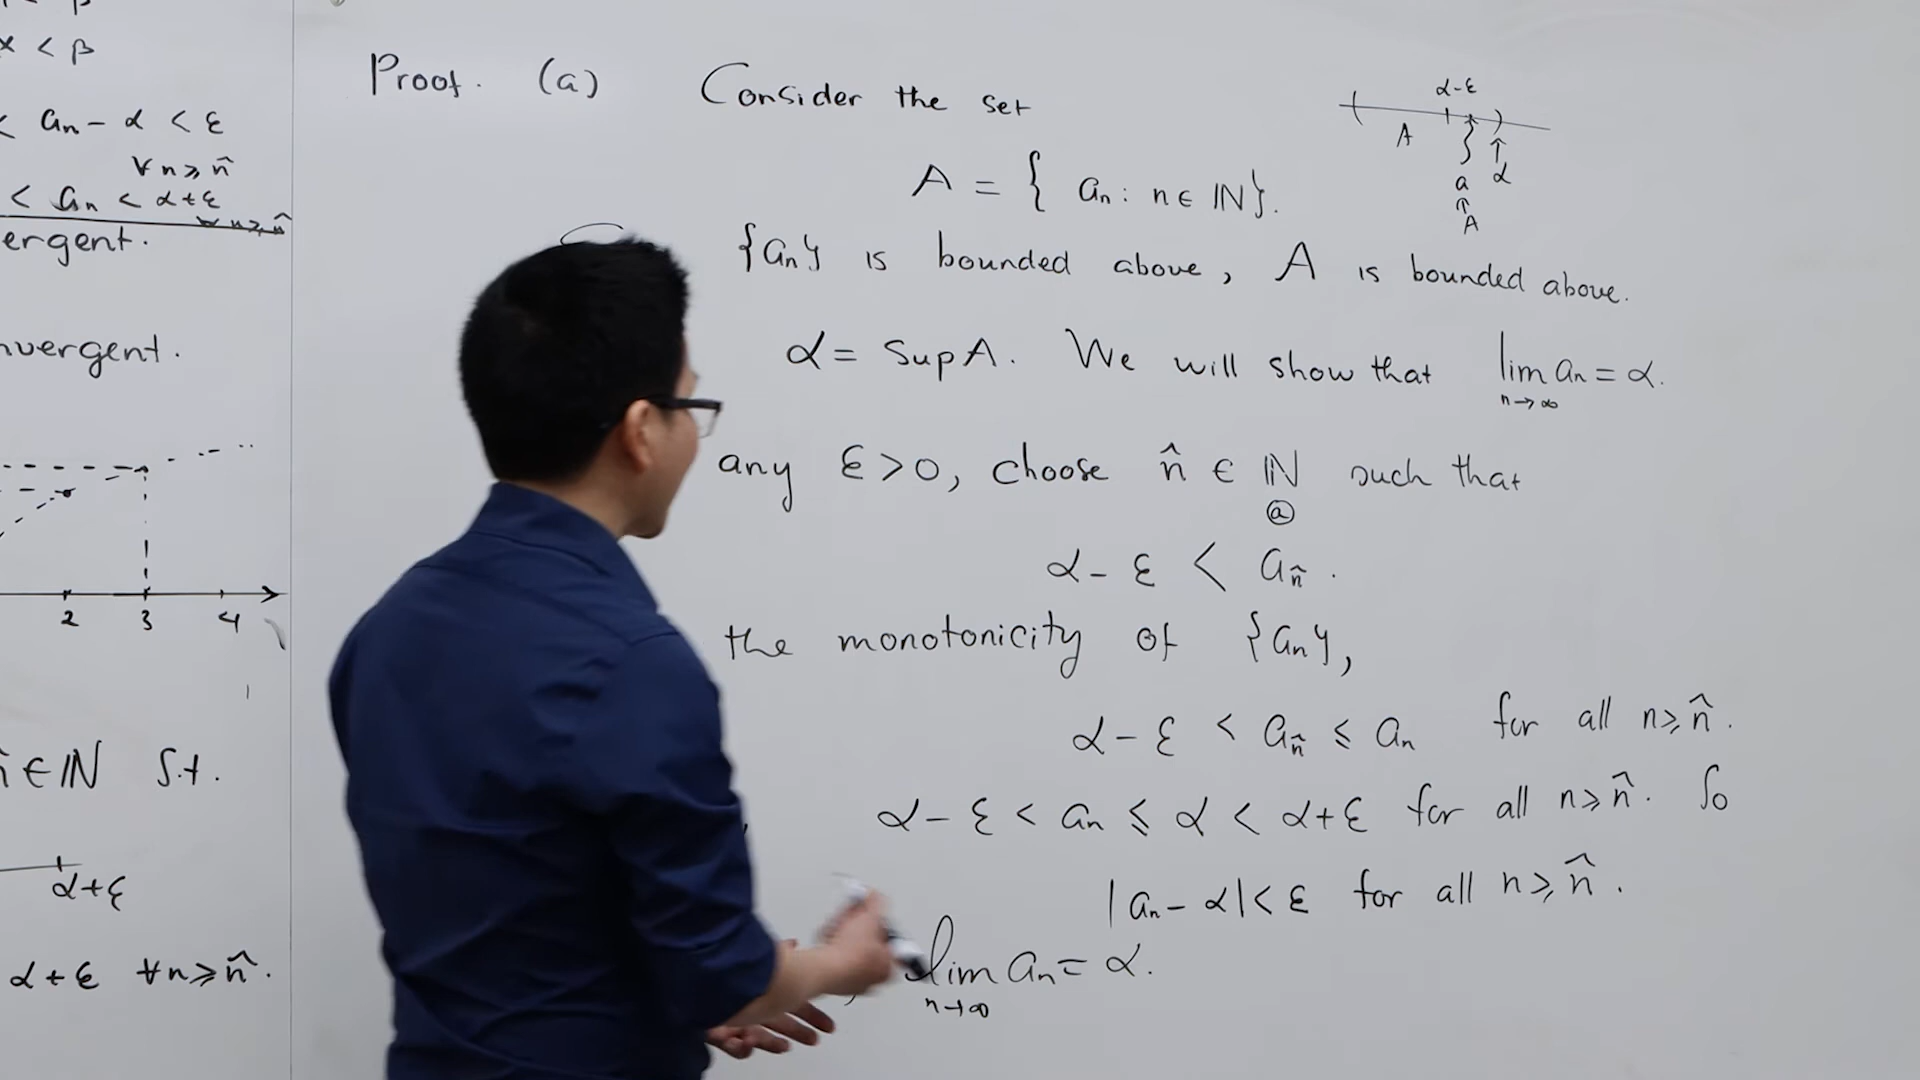 < β
α < β
< an - α < ε
∀ n ≥ n̂
< an < α + ε
∀ n ≥ n̂
ergent.
nvergent.
2 3 4
n̂ ∈ ℕ s.t.
α + ε
α + ε ∀ n ≥ n̂.
Proof. (a) Consider the set
A = { an : n ∈ ℕ }.
{an} is bounded above, A is bounded above.
α = sup A. We will show that lim an = α.
n → ∞
any ε > 0, choose n̂ ∈ ℕ such that
ⓐ
α - ε < an̂ .
the monotonicity of {an},
α - ε < an̂ ≤ an for all n ≥ n̂.
α - ε < an ≤ α < α + ε for all n ≥ n̂. So
| an - α | < ε for all n ≥ n̂.
lim an = α.
n → ∞
α - ε
A
α
a
↑
A